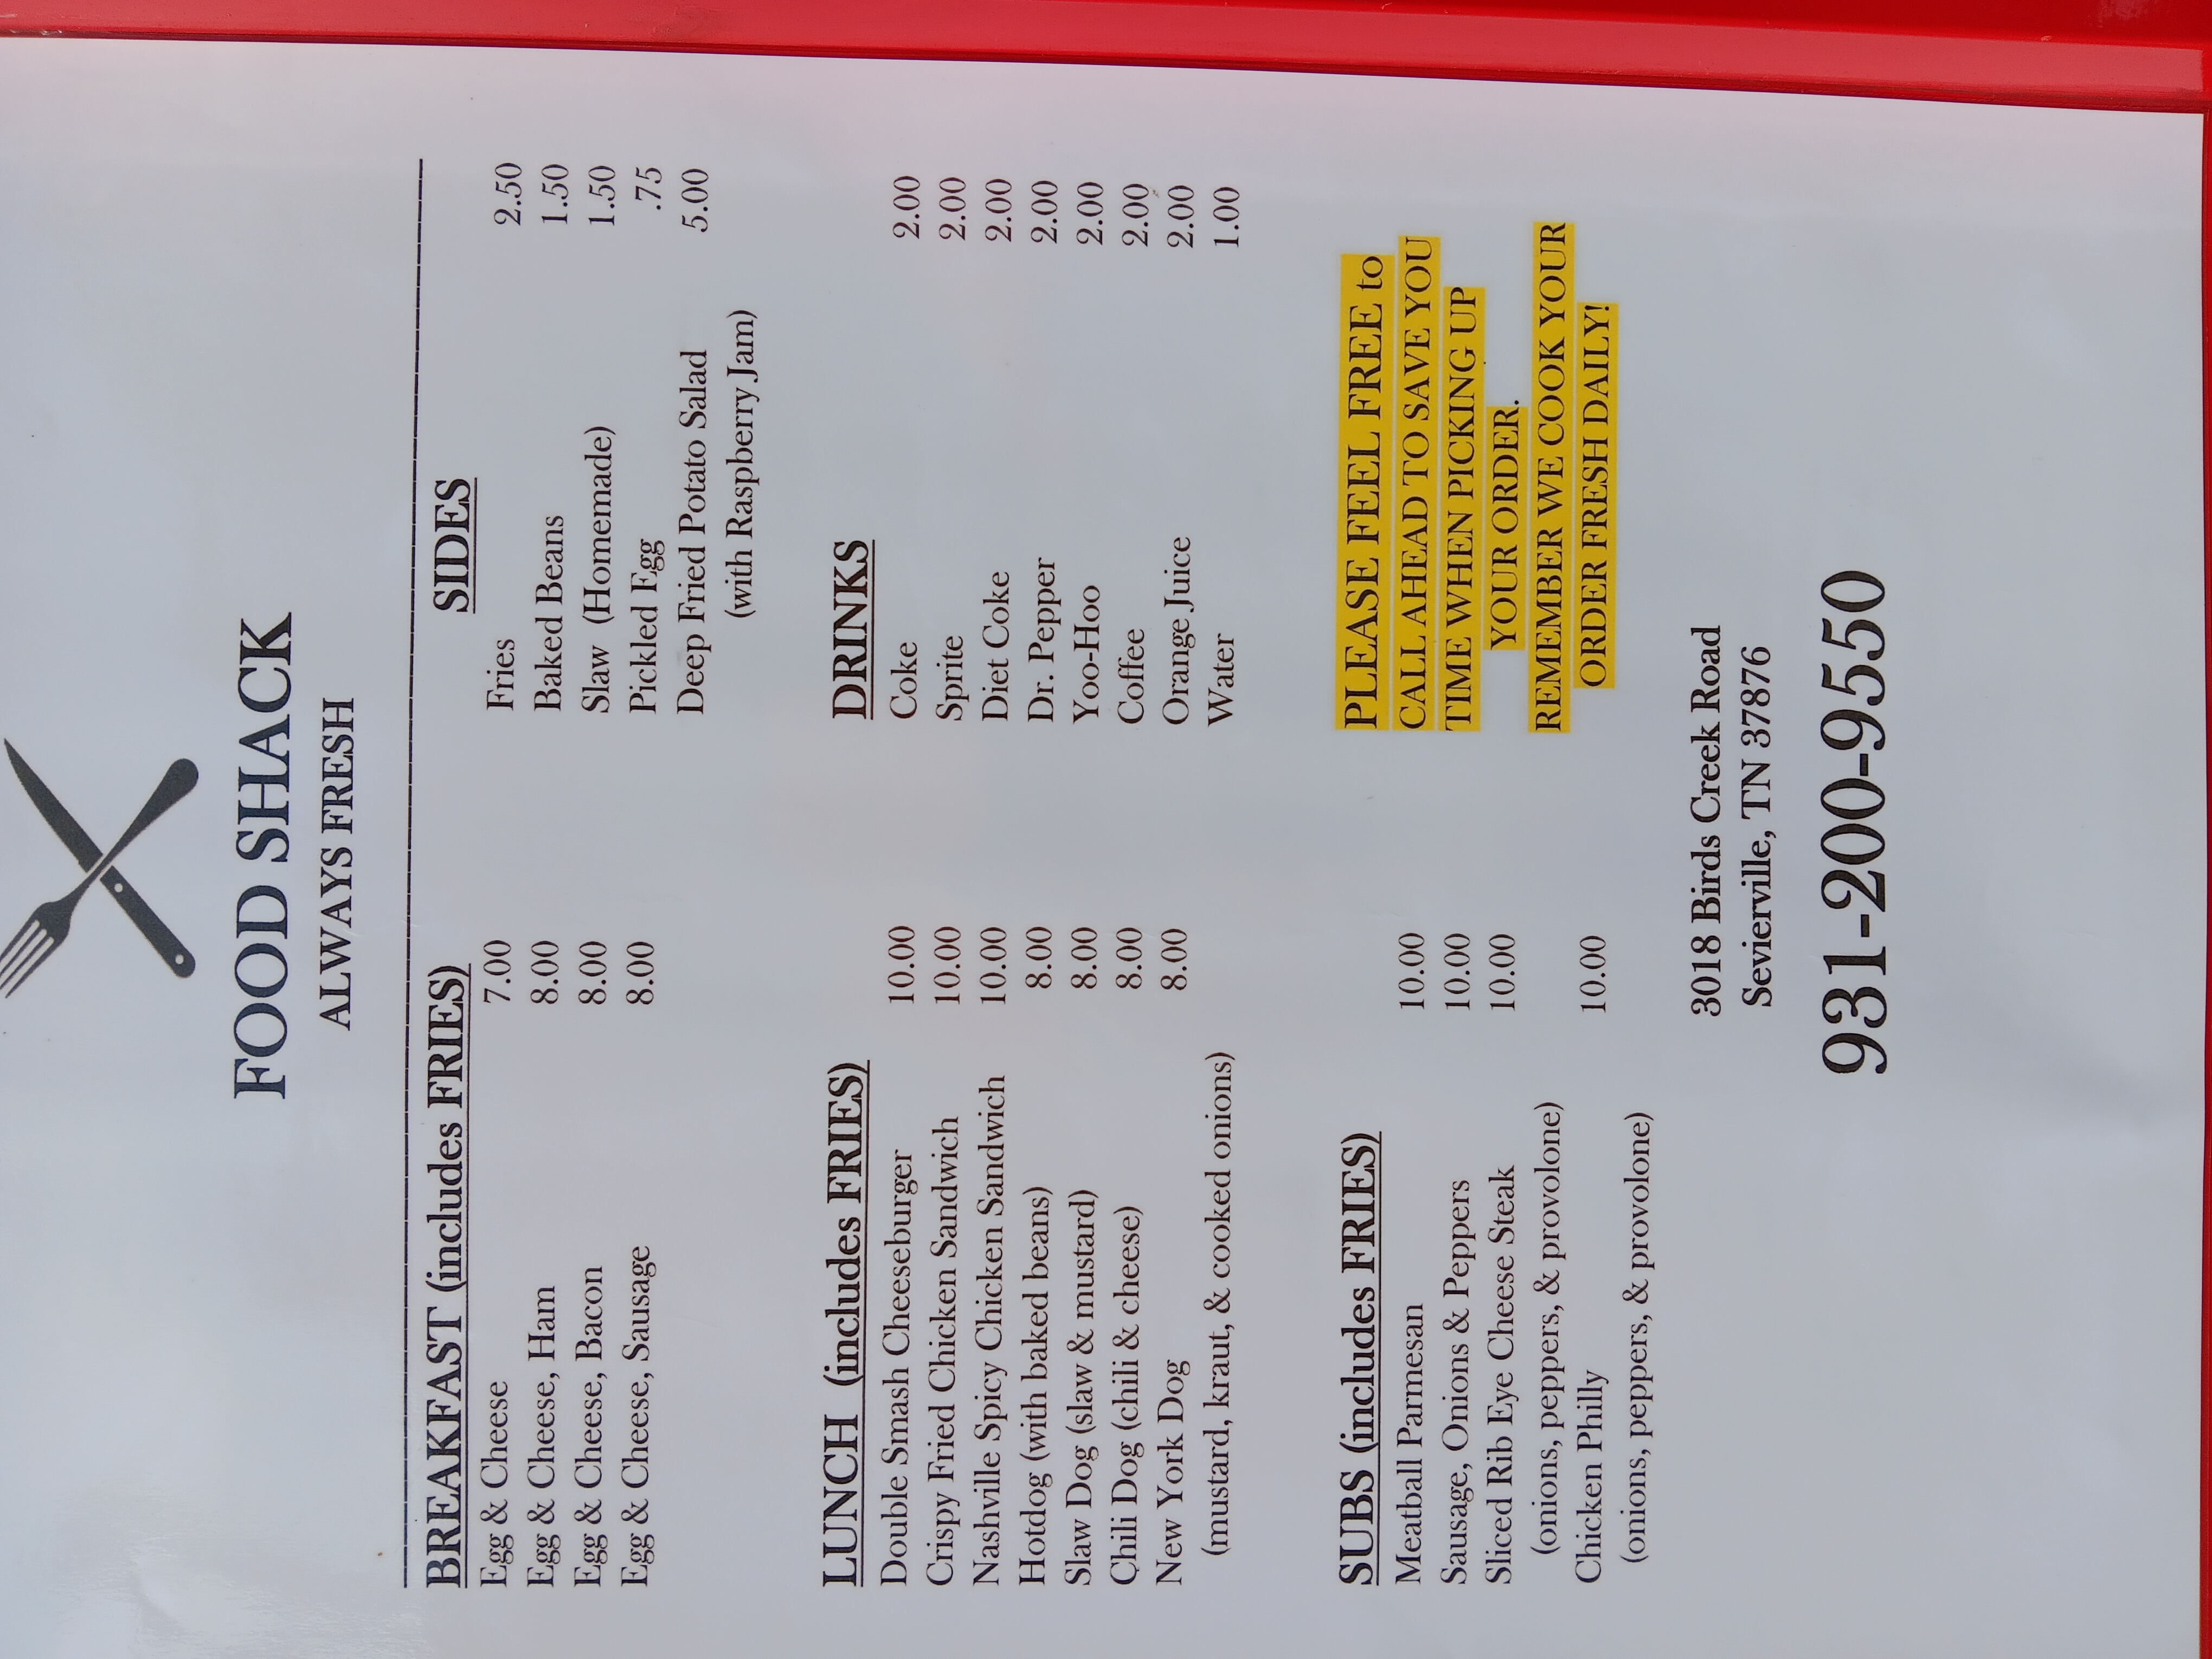 FOOD SHACK
ALWAYS FRESH
BREAKFAST (includes FRIES)
Egg & Cheese 7.00
Egg & Cheese, Ham 8.00
Egg & Cheese, Bacon 8.00
Egg & Cheese, Sausage 8.00
SIDES
Fries 2.50
Baked Beans 1.50
Slaw (Homemade) 1.50
Pickled Egg .75
Deep Fried Potato Salad 5.00
(with Raspberry Jam)
LUNCH (includes FRIES)
Double Smash Cheeseburger 10.00
Crispy Fried Chicken Sandwich 10.00
Nashville Spicy Chicken Sandwich 10.00
Hotdog (with baked beans) 8.00
Slaw Dog (slaw & mustard) 8.00
Chili Dog (chili & cheese) 8.00
New York Dog 8.00
(mustard, kraut, & cooked onions)
DRINKS
Coke 2.00
Sprite 2.00
Diet Coke 2.00
Dr. Pepper 2.00
Yoo-Hoo 2.00
Coffee 2.00
Orange Juice 2.00
Water 1.00
SUBS (includes FRIES)
Meatball Parmesan 10.00
Sausage, Onions & Peppers 10.00
Sliced Rib Eye Cheese Steak 10.00
(onions, peppers, & provolone)
Chicken Philly 10.00
(onions, peppers, & provolone)
PLEASE FEEL FREE to
CALL AHEAD TO SAVE YOU
TIME WHEN PICKING UP
YOUR ORDER.
REMEMBER WE COOK YOUR
ORDER FRESH DAILY!
3018 Birds Creek Road
Sevierville, TN 37876
931-200-9550